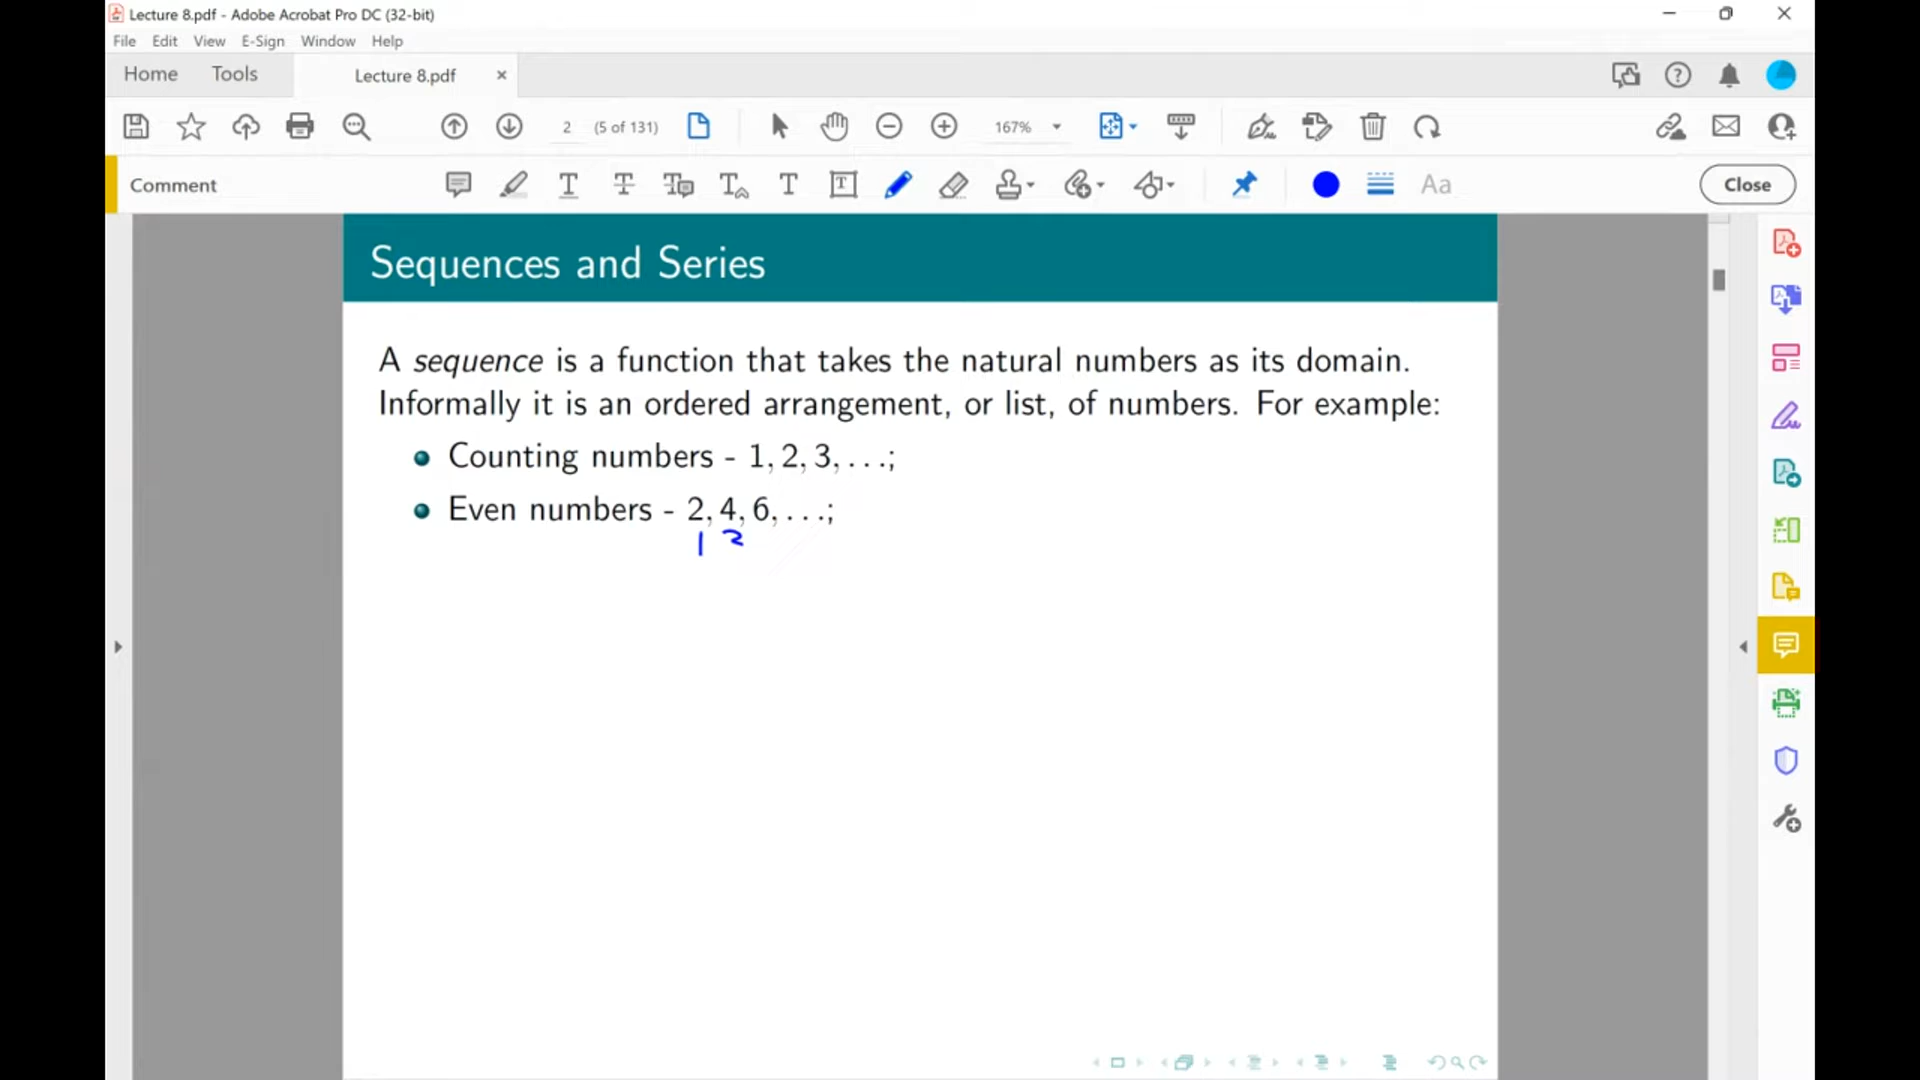 Lecture 8.pdf - Adobe Acrobat Pro DC (32-bit)
File Edit View E-Sign Window Help
Home Tools Lecture 8.pdf
2 (5 of 131) 167%
Comment Aa Close
Sequences and Series
A sequence is a function that takes the natural numbers as its domain.
Informally it is an ordered arrangement, or list, of numbers. For example:
Counting numbers - 1, 2, 3, . . .;
Even numbers - 2, 4, 6, . . .;
1 2